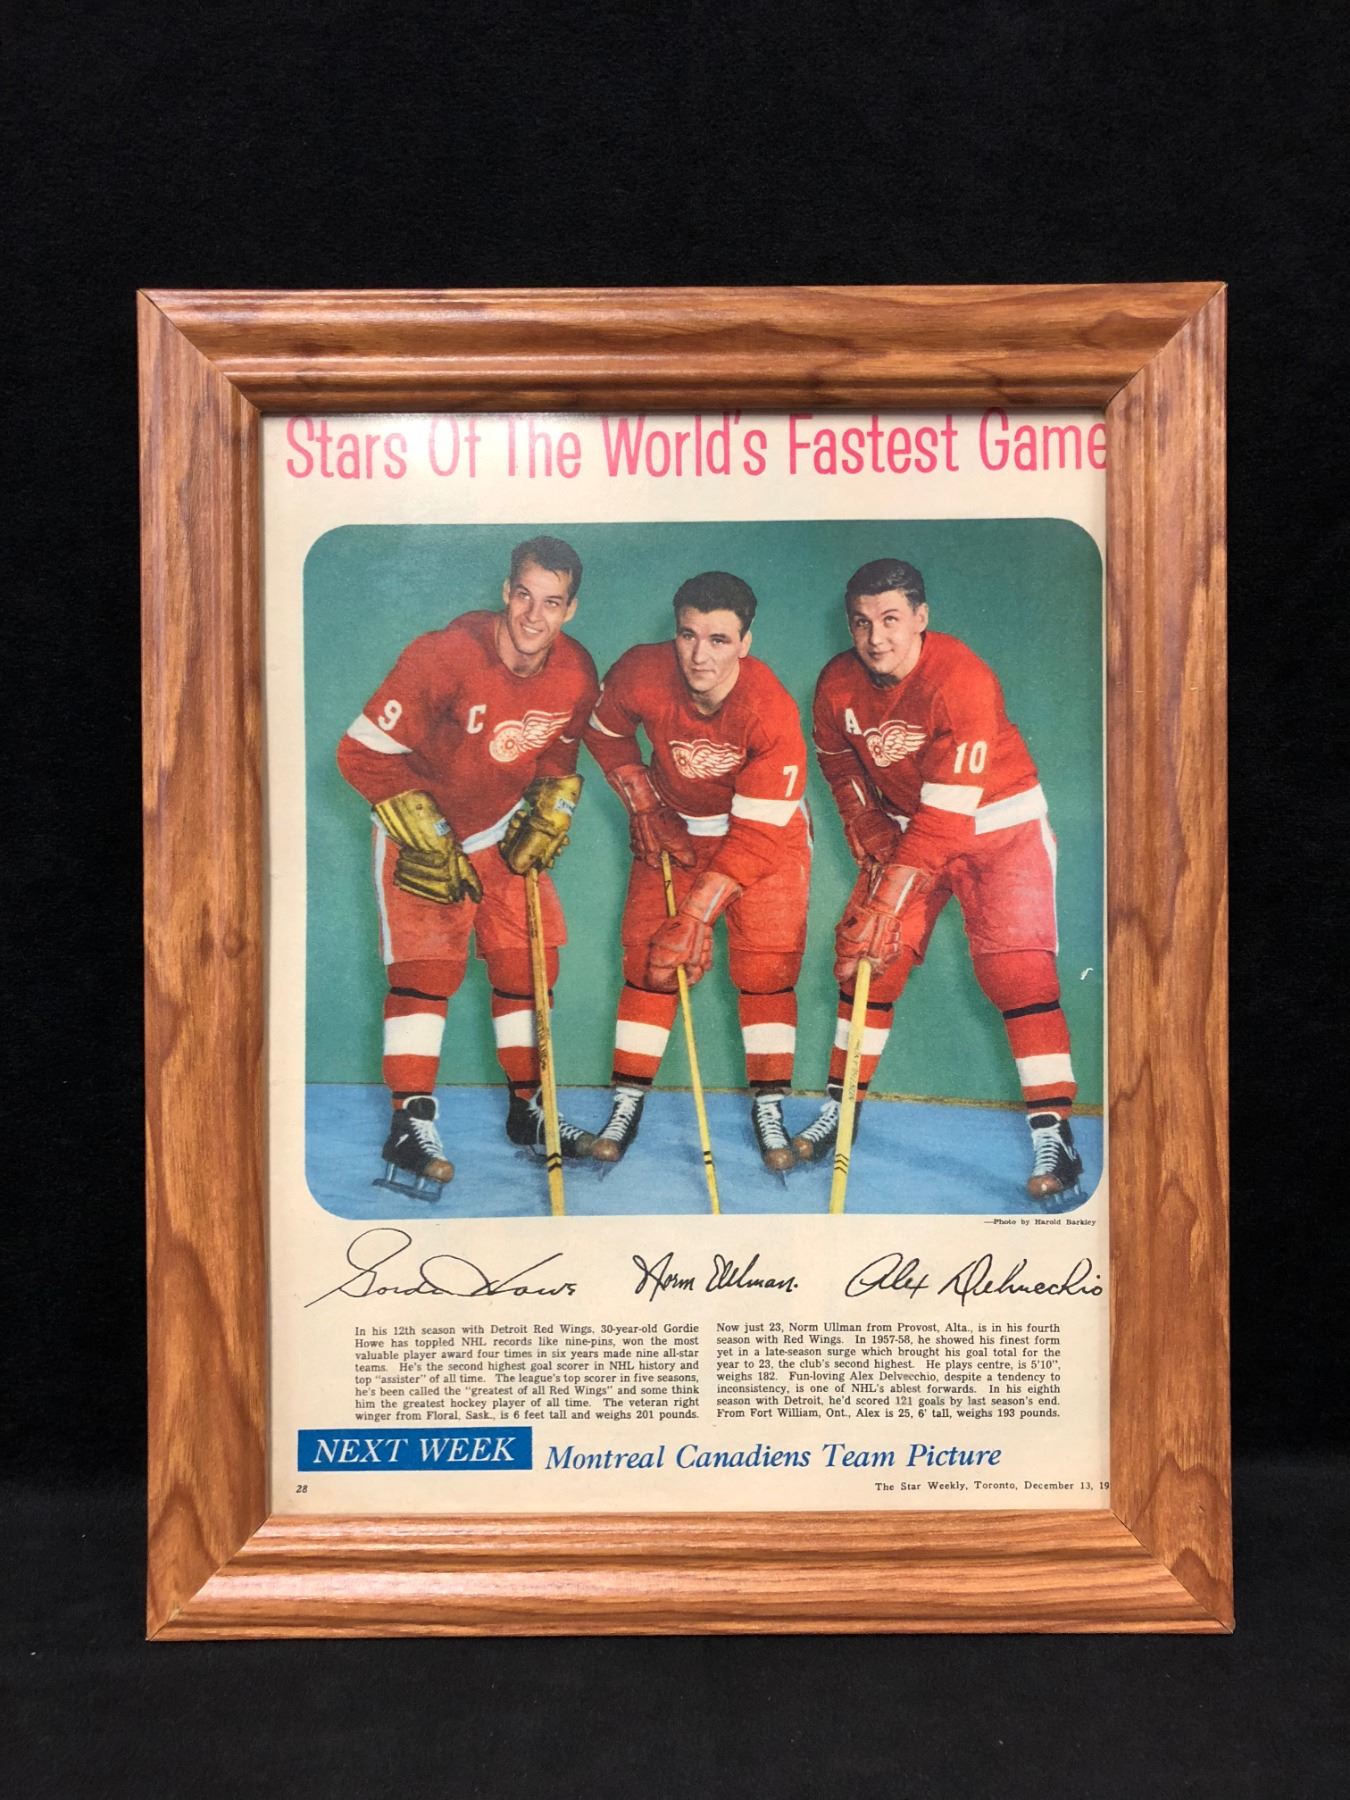 Stars Of The World's Fastest Game
9
C
7
A
10
—Photo by Harold Barkley
Gordie Howe
Norm Ullman.
Alex Delvecchio
In his 12th season with Detroit Red Wings, 30-year-old Gordie
Howe has toppled NHL records like nine-pins, won the most
valuable player award four times in six years made nine all-star
teams. He's the second highest goal scorer in NHL history and
top "assister" of all time. The league's top scorer in five seasons,
he's been called the "greatest of all Red Wings" and some think
him the greatest hockey player of all time. The veteran right
winger from Floral, Sask., is 6 feet tall and weighs 201 pounds.
Now just 23, Norm Ullman from Provost, Alta., is in his fourth
season with Red Wings. In 1957-58, he showed his finest form
yet in a late-season surge which brought his goal total for the
year to 23, the club's second highest. He plays centre, is 5'10",
weighs 182. Fun-loving Alex Delvecchio, despite a tendency to
inconsistency, is one of NHL's ablest forwards. In his eighth
season with Detroit, he'd scored 121 goals by last season's end.
From Fort William, Ont., Alex is 25, 6' tall, weighs 193 pounds.
NEXT WEEK Montreal Canadiens Team Picture
28
The Star Weekly, Toronto, December 13, 19